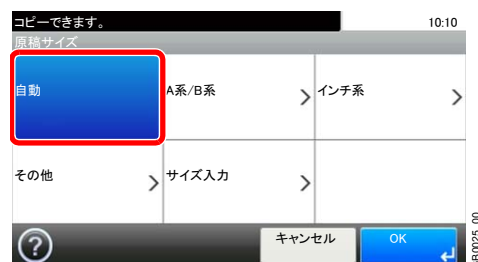 コピーできます。 10:10
原稿サイズ
自動 A系/B系 インチ系
その他 サイズ入力
? キャンセル OK